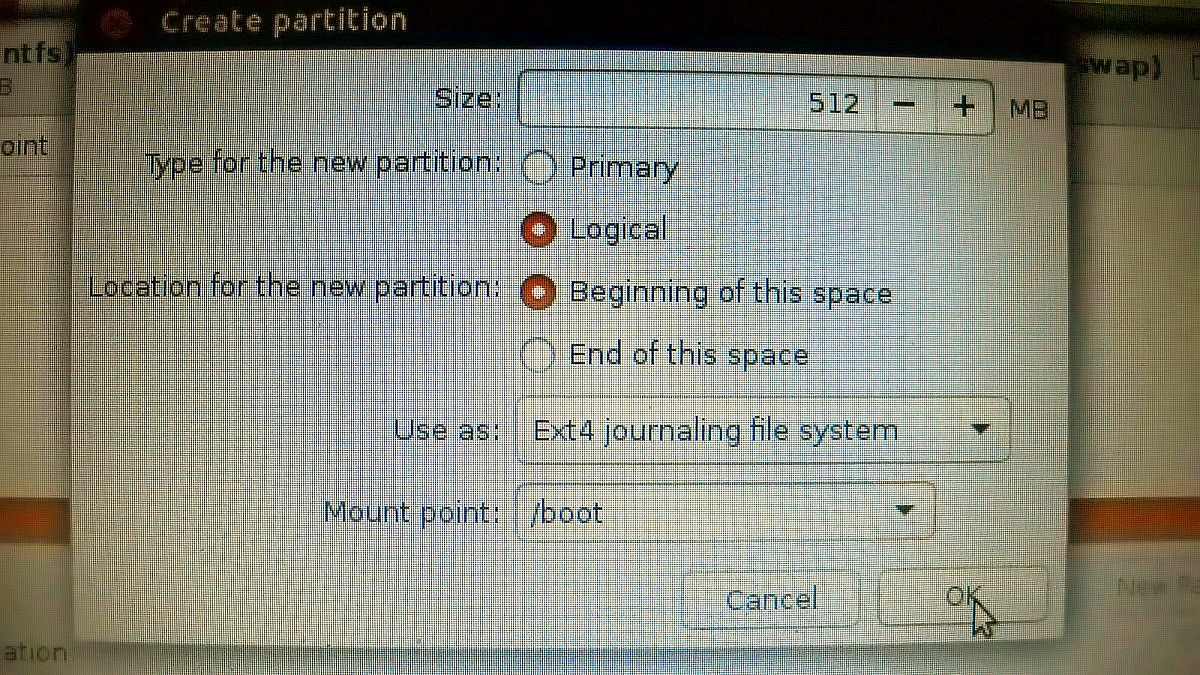 Create partition
ntfs)
swap)
B
Size: 512 − + MB
oint
Type for the new partition: Primary
Logical
Location for the new partition: Beginning of this space
End of this space
Use as: Ext4 journaling file system
Mount point: /boot
Cancel OK
New Pa
ation